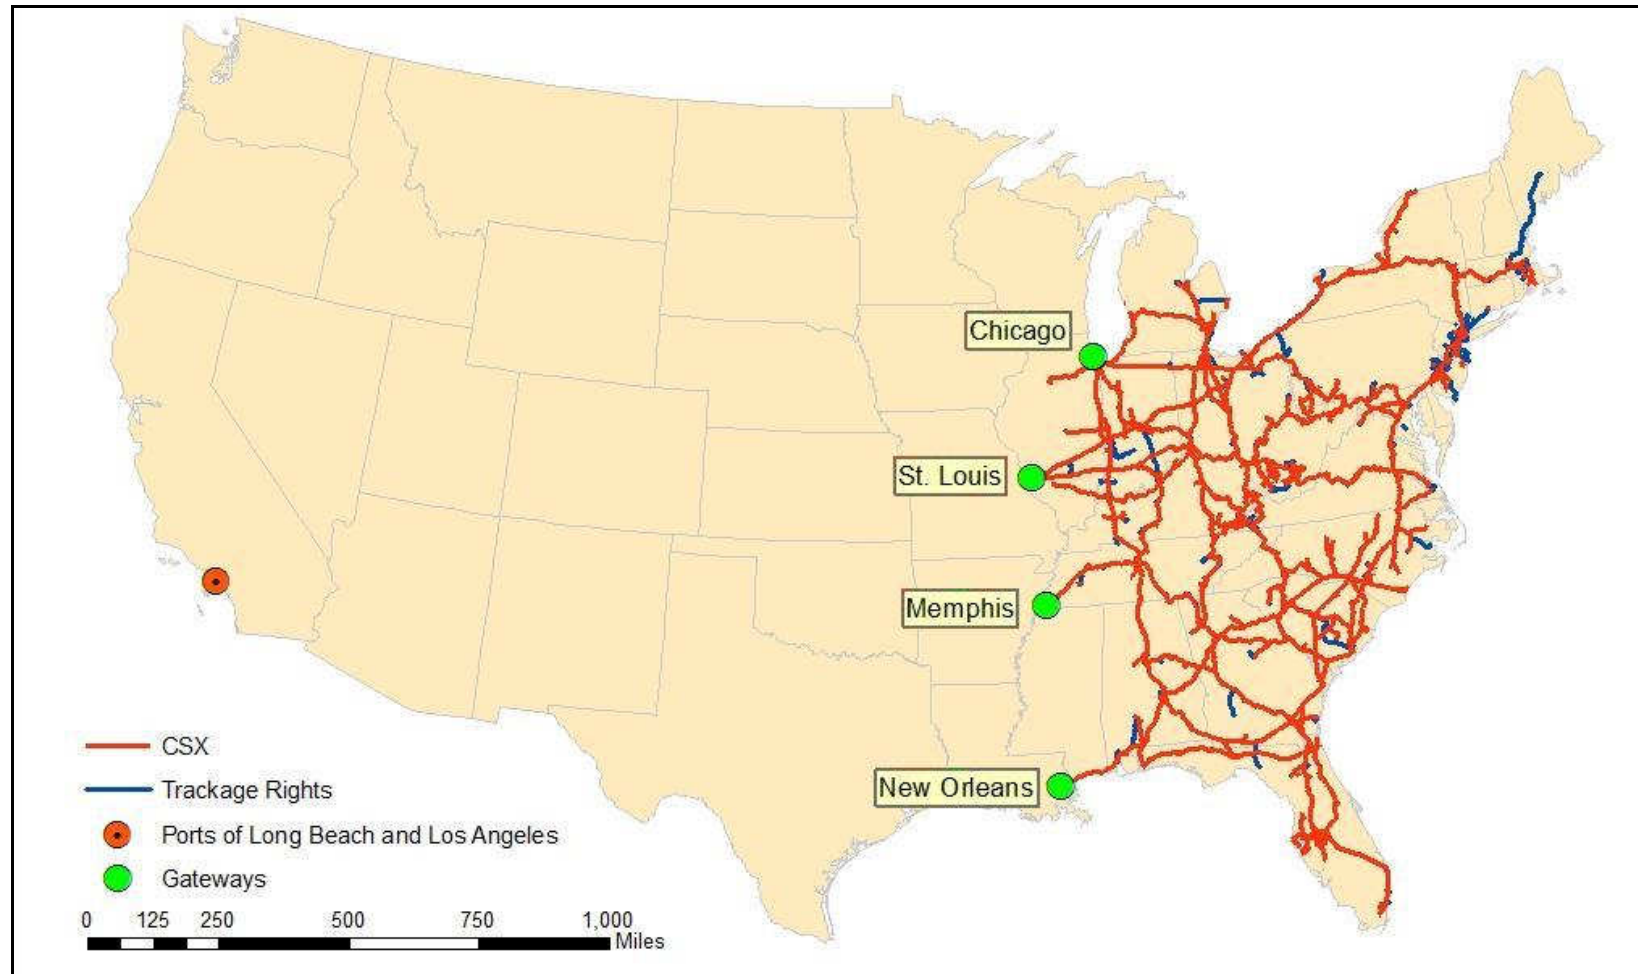 Chicago
St. Louis
Memphis
New Orleans
CSX
Trackage Rights
Ports of Long Beach and Los Angeles
Gateways
0 125 250 500 750 1,000
Miles